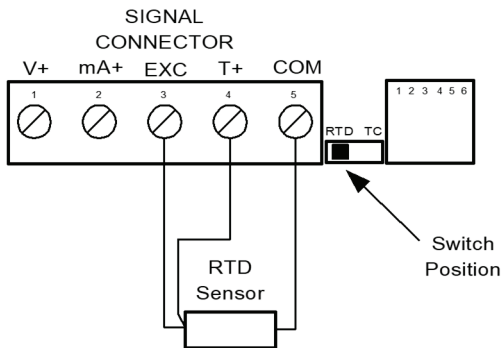 SIGNAL
CONNECTOR
V+ mA+ EXC T+ COM
1 2 3 4 5
1 2 3 4 5 6
RTD TC
Switch
Position
RTD
Sensor